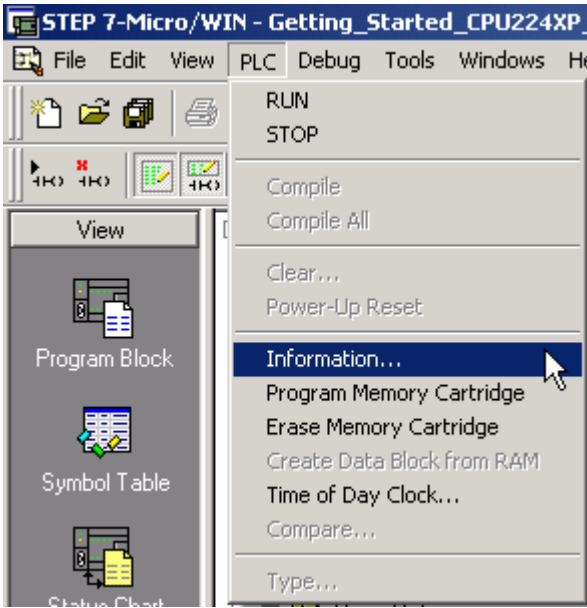 STEP 7-Micro/WIN - Getting_Started_CPU224XP_
File Edit View PLC Debug Tools Windows He
RUN
STOP
Compile
Compile All
Clear...
Power-Up Reset
Information...
Program Memory Cartridge
Erase Memory Cartridge
Create Data Block from RAM
Time of Day Clock...
Compare...
Type...
View
Program Block
Symbol Table
Status Chart